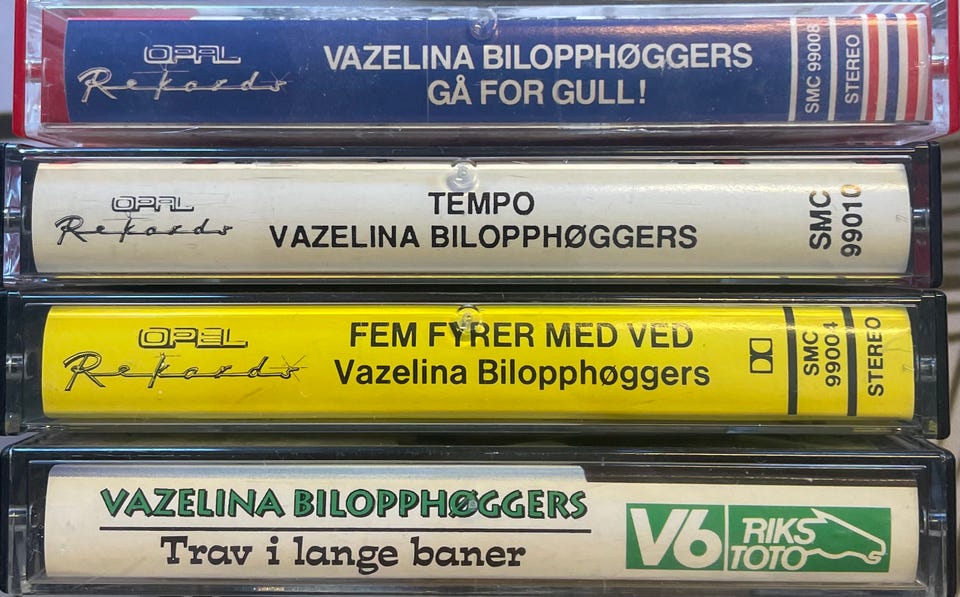 OPAL
Rekords
VAZELINA BILOPPHØGGERS
GÅ FOR GULL!
SMC 99008
STEREO
OPAL
Rekords
TEMPO
VAZELINA BILOPPHØGGERS
SMC
99010
OPEL
Rekords
FEM FYRER MED VED
Vazelina Bilopphøggers
SMC
99004
STEREO
VAZELINA BILOPPHØGGERS
Trav i lange baner
V6
RIKS
TOTO